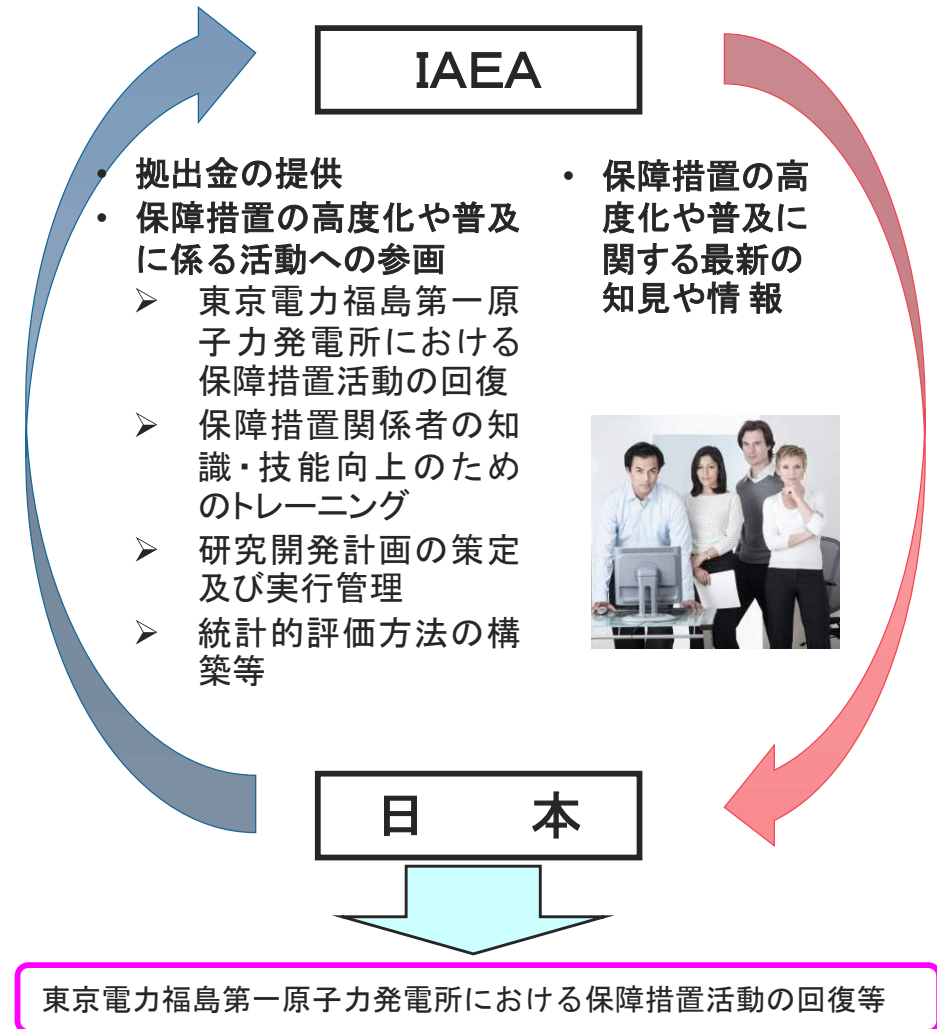 IAEA
• 拠出金の提供
• 保障措置の高度化や普及
に係る活動への参画
➢ 東京電力福島第一原
子力発電所における
保障措置活動の回復
➢ 保障措置関係者の知
識・技能向上のため
のトレーニング
➢ 研究開発計画の策定
及び実行管理
➢ 統計的評価方法の構
築等
• 保障措置の高
度化や普及に
関する最新の
知見や情 報
日 本
東京電力福島第一原子力発電所における保障措置活動の回復等